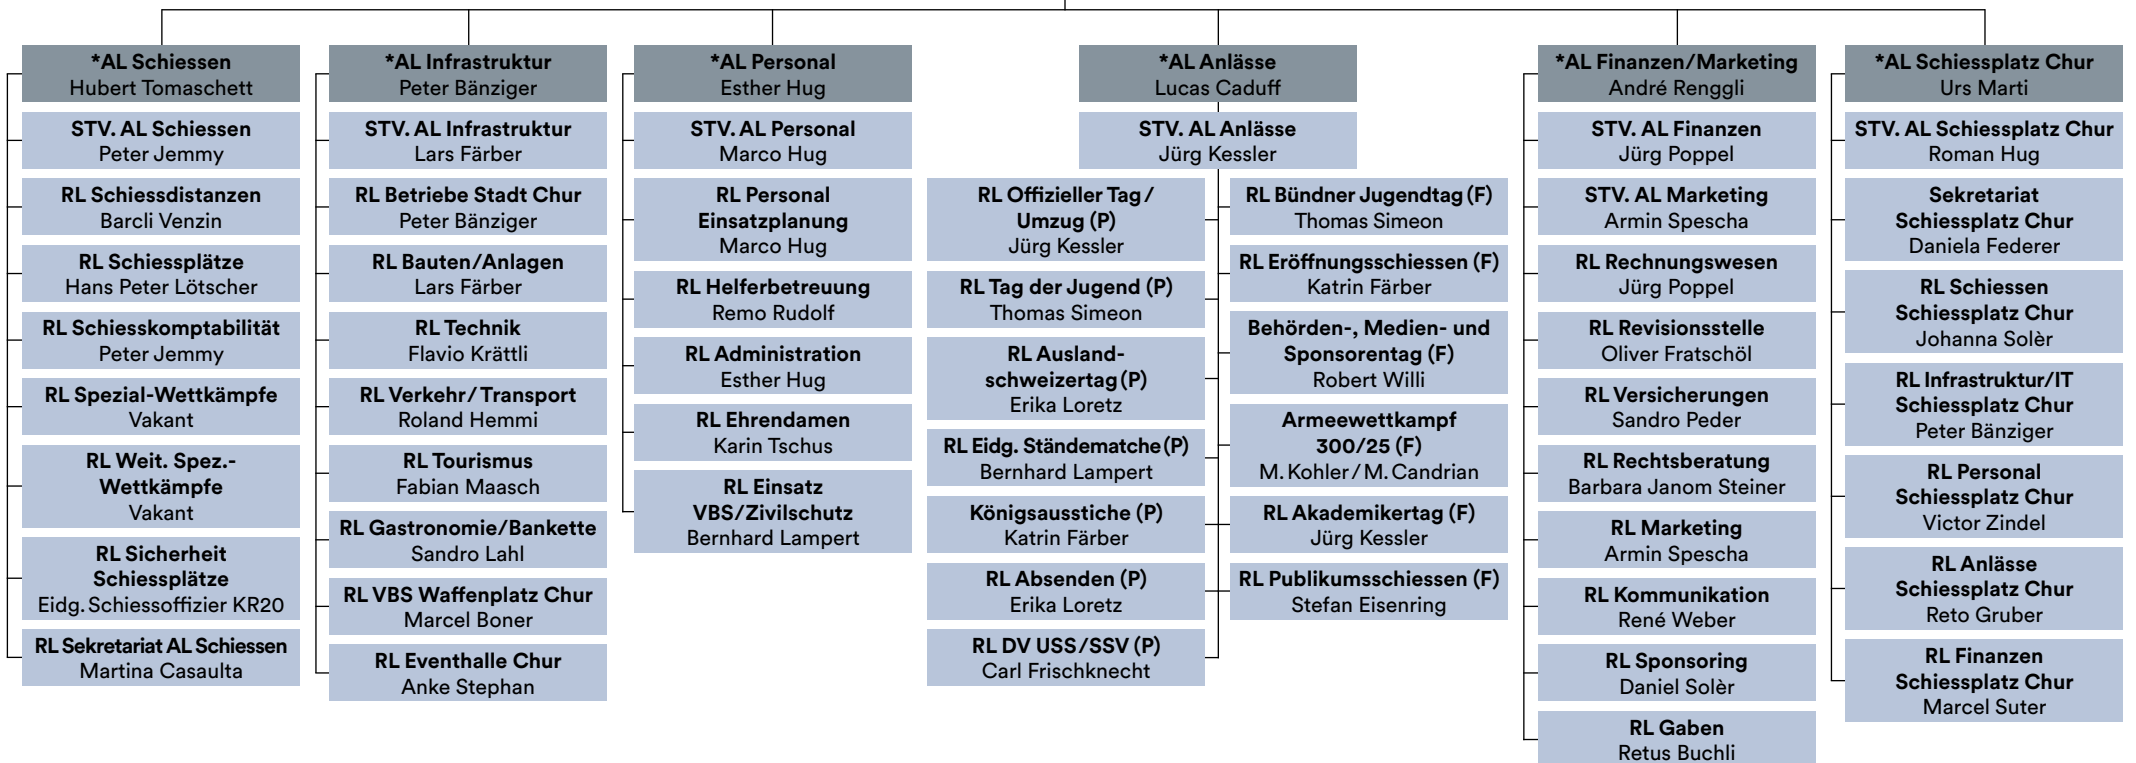 *AL Schiessen
Hubert Tomaschett
STV. AL Schiessen
Peter Jemmy
RL Schiessdistanzen
Barcli Venzin
RL Schiessplätze
Hans Peter Lötscher
RL Schiesskomptabilität
Peter Jemmy
RL Spezial-Wettkämpfe
Vakant
RL Weit. Spez.-
Wettkämpfe
Vakant
RL Sicherheit
Schiessplätze
Eidg. Schiessoffizier KR20
RL Sekretariat AL Schiessen
Martina Casaulta
*AL Infrastruktur
Peter Bänziger
STV. AL Infrastruktur
Lars Färber
RL Betriebe Stadt Chur
Peter Bänziger
RL Bauten/Anlagen
Lars Färber
RL Technik
Flavio Krättli
RL Verkehr/Transport
Roland Hemmi
RL Tourismus
Fabian Maasch
RL Gastronomie/Bankette
Sandro Lahl
RL VBS Waffenplatz Chur
Marcel Boner
RL Eventhalle Chur
Anke Stephan
*AL Personal
Esther Hug
STV. AL Personal
Marco Hug
RL Personal
Einsatzplanung
Marco Hug
RL Helferbetreuung
Remo Rudolf
RL Administration
Esther Hug
RL Ehrendamen
Karin Tschus
RL Einsatz
VBS/Zivilschutz
Bernhard Lampert
*AL Anlässe
Lucas Caduff
STV. AL Anlässe
Jürg Kessler
RL Offizieller Tag/
Umzug (P)
Jürg Kessler
RL Tag der Jugend (P)
Thomas Simeon
RL Ausland-
schweizertag (P)
Erika Loretz
RL Eidg. Ständematche (P)
Bernhard Lampert
Königsausstiche (P)
Katrin Färber
RL Absenden (P)
Erika Loretz
RL DV USS/SSV (P)
Carl Frischknecht
RL Bündner Jugendtag (F)
Thomas Simeon
RL Eröffnungsschiessen (F)
Katrin Färber
Behörden-, Medien- und
Sponsorentag (F)
Robert Willi
Armeewettkampf
300/25 (F)
M. Kohler/M. Candrian
RL Akademikertag (F)
Jürg Kessler
RL Publikumsschiessen (F)
Stefan Eisenring
*AL Finanzen/Marketing
André Renggli
STV. AL Finanzen
Jürg Poppel
STV. AL Marketing
Armin Spescha
RL Rechnungswesen
Jürg Poppel
RL Revisionsstelle
Oliver Fratschöl
RL Versicherungen
Sandro Peder
RL Rechtsberatung
Barbara Janom Steiner
RL Marketing
Armin Spescha
RL Kommunikation
René Weber
RL Sponsoring
Daniel Solèr
RL Gaben
Retus Buchli
*AL Schiessplatz Chur
Urs Marti
STV. AL Schiessplatz Chur
Roman Hug
Sekretariat
Schiessplatz Chur
Daniela Federer
RL Schiessen
Schiessplatz Chur
Johanna Solèr
RL Infrastruktur/IT
Schiessplatz Chur
Peter Bänziger
RL Personal
Schiessplatz Chur
Victor Zindel
RL Anlässe
Schiessplatz Chur
Reto Gruber
RL Finanzen
Schiessplatz Chur
Marcel Suter